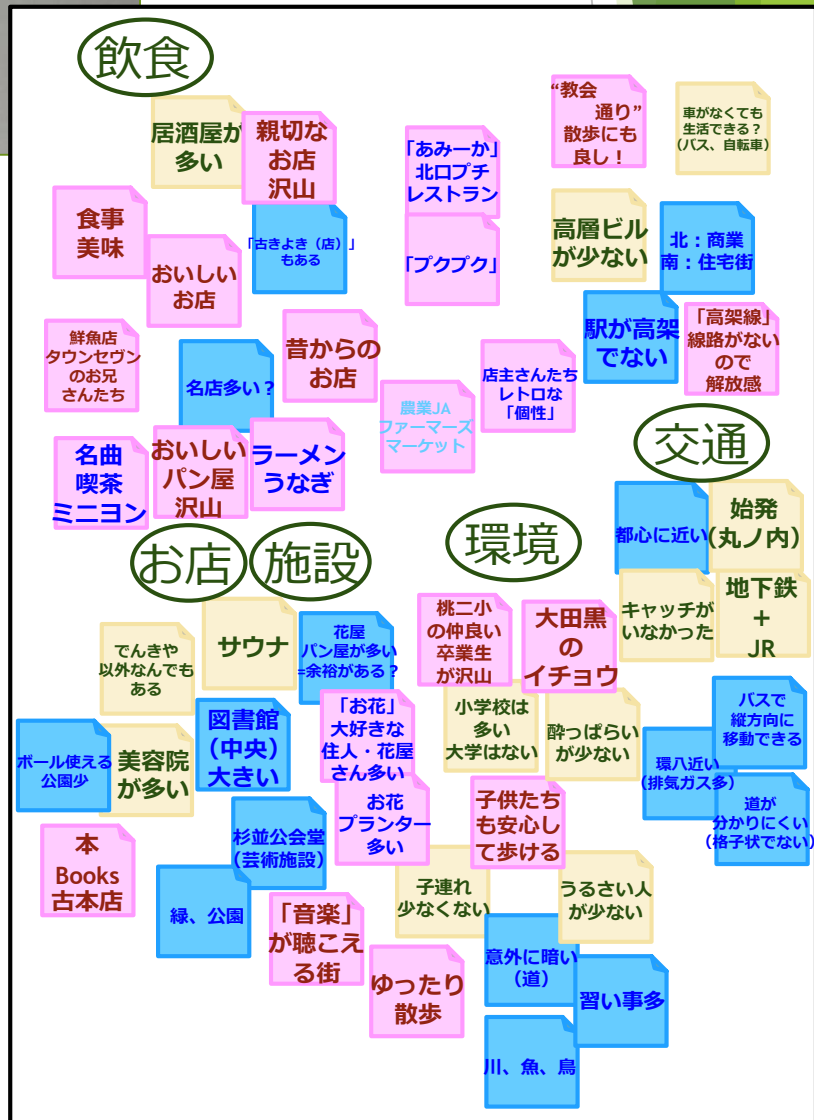 飲食
居酒屋が
多い
親切な
お店
沢山
食事
美味
おいしい
お店
「古きよき（店）」
もある
鮮魚店
タウンセヴン
のお兄
さんたち
名店多い？
昔からの
お店
名曲
喫茶
ミニヨン
おいしい
パン屋
沢山
ラーメン
うなぎ
「あみーか」
北口プチ
レストラン
「プクプク」
農業JA
ファーマーズ
マーケット
店主さんたち
レトロな
「個性」
“教会
通り”
散歩にも
良し！
車がなくても
生活できる？
（バス、自転車）
高層ビル
が少ない
北：商業
南：住宅街
駅が高架
でない
「高架線」
線路がない
ので
解放感
交通
都心に近い
始発
（丸ノ内）
キャッチが
いなかった
地下鉄
＋
JR
バスで
縦方向に
移動できる
環八近い
（排気ガス多）
道が
分かりにくい
（格子状でない）
お店
施設
でんきや
以外なんでも
ある
サウナ
花屋
パン屋が多い
=余裕がある？
ボール使える
公園少
美容院
が多い
図書館
（中央）
大きい
「お花」
大好きな
住人・花屋
さん多い
お花
プランター
多い
本
Books
古本店
杉並公会堂
（芸術施設）
緑、公園
「音楽」
が聴こえ
る街
ゆったり
散歩
環境
桃二小
の仲良い
卒業生
が沢山
大田黒
の
イチョウ
小学校は
多い
大学はない
酔っぱらい
が少ない
子供たち
も安心し
て歩ける
子連れ
少なくない
うるさい人
が少ない
意外に暗い
（道）
習い事多
川、魚、鳥